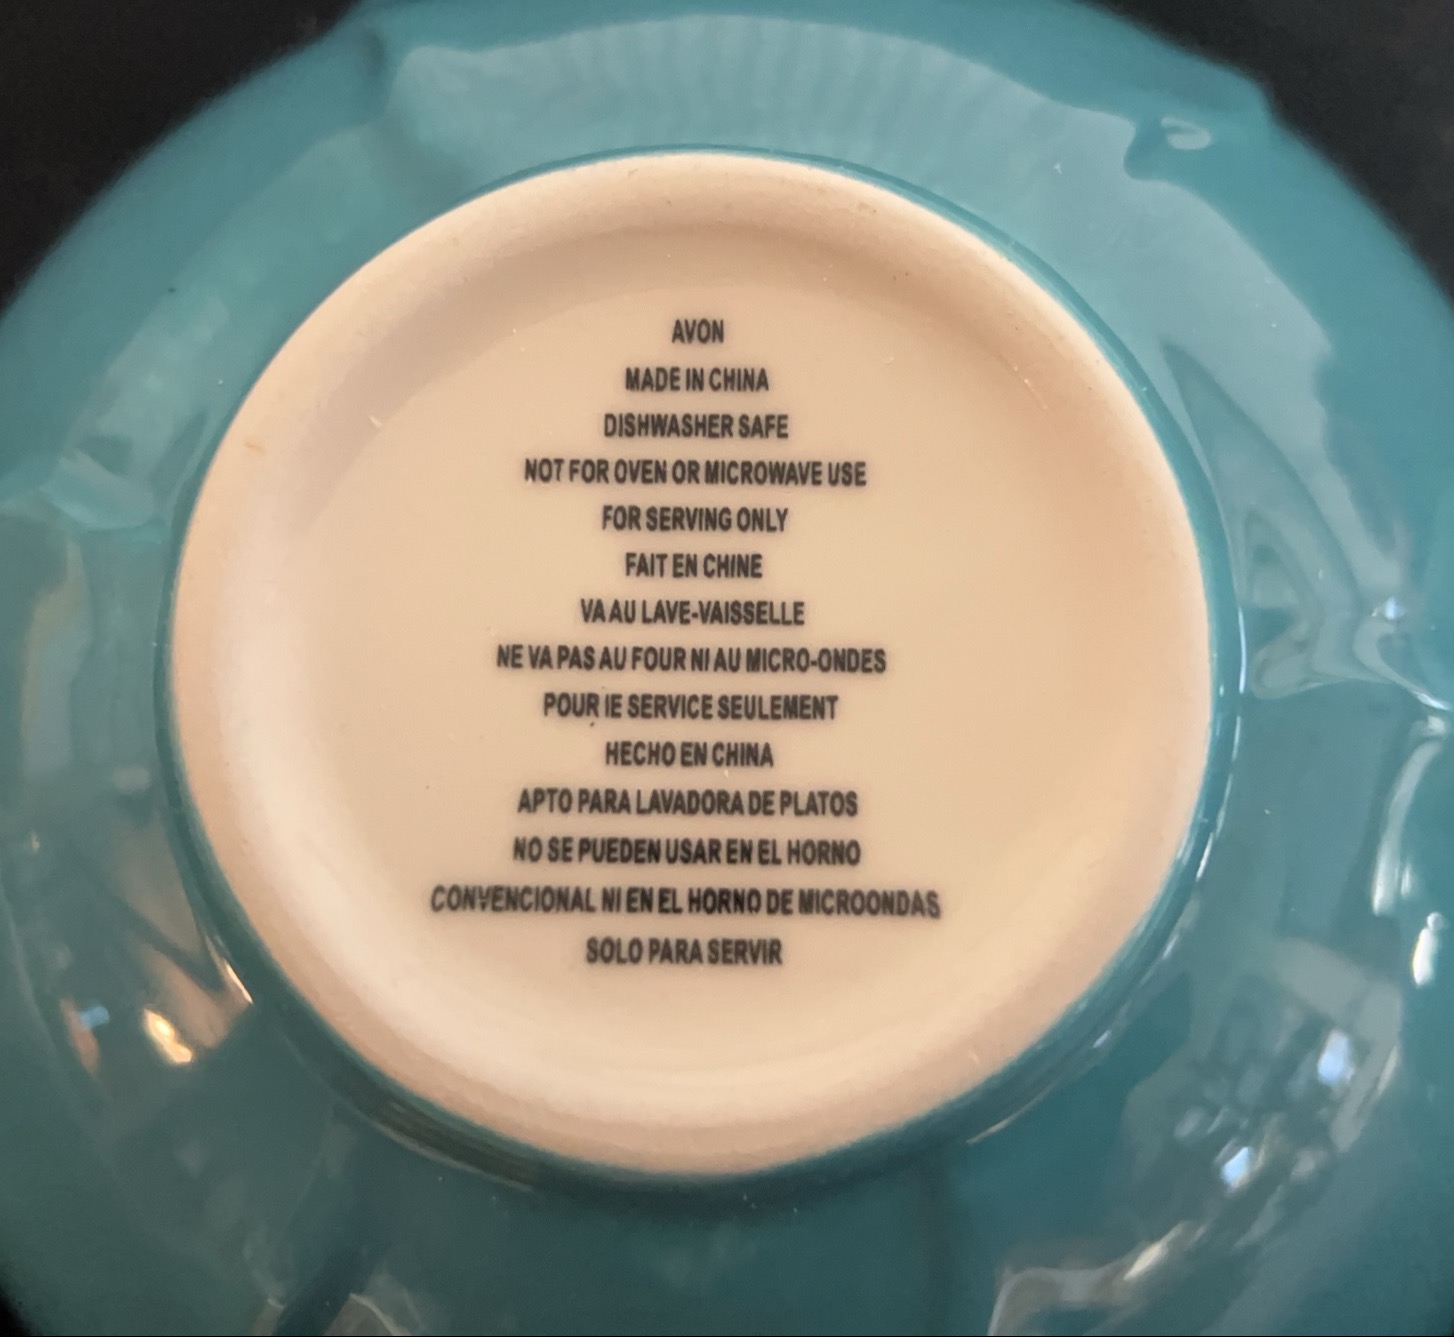 AVON
MADE IN CHINA
DISHWASHER SAFE
NOT FOR OVEN OR MICROWAVE USE
FOR SERVING ONLY
FAIT EN CHINE
VA AU LAVE-VAISSELLE
NE VA PAS AU FOUR NI AU MICRO-ONDES
POUR IE SERVICE SEULEMENT
HECHO EN CHINA
APTO PARA LAVADORA DE PLATOS
NO SE PUEDEN USAR EN EL HORNO
CONVENCIONAL NI EN EL HORNO DE MICROONDAS
SOLO PARA SERVIR